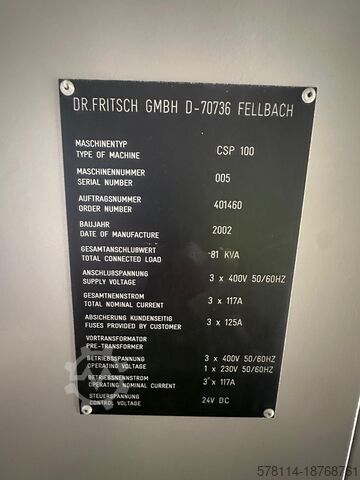 DR.FRITSCH GMBH D-70736 FELLBACH
MASCHINENTYP
TYPE OF MACHINE CSP 100
MASCHINENNUMMER
SERIAL NUMBER 005
AUFTRAGSNUMMER
ORDER NUMBER 401460
BAUJAHR
DATE OF MANUFACTURE 2002
GESAMTANSCHLUßWERT
TOTAL CONNECTED LOAD 81 KVA
ANSCHLUßSPANNUNG
SUPPLY VOLTAGE 3 x 400V 50/60HZ
GESAMTNENNSTROM
TOTAL NOMINAL CURRENT 3 x 117A
ABSICHERUNG KUNDENSEITIG
FUSES PROVIDED BY CUSTOMER 3 x 125A
VORTRANSFORMATOR
PRE-TRANSFORMER
BETRIEBSSPANNUNG 3 x 400V 50/60HZ
OPERATING VOLTAGE 1 x 230V 50/60HZ
BETRIEBSNENNSTROM
OPERATING NOMINAL CURRENT 3 x 117A
STEUERSPANNUNG
CONTROL VOLTAGE 24V DC
578114-18768761